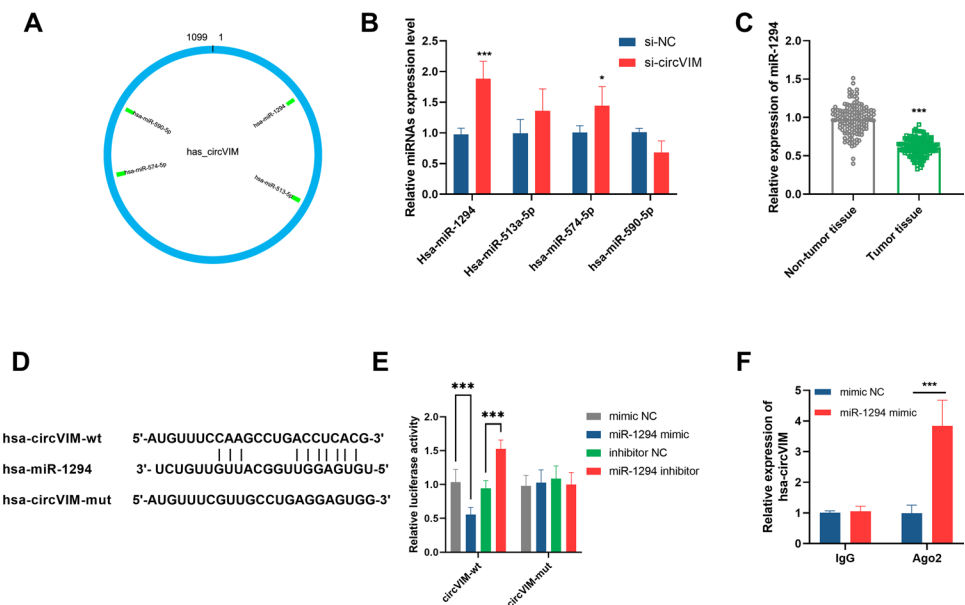 A
1099 1
hsa-miR-590-5p
hsa-miR-1294
has_circVIM
hsa-miR-574-5p
hsa-miR-513-5p
B
Relative miRNAs expression level
2.5
2.0
1.5
1.0
0.5
0.0
si-NC
si-circVIM
***
*
Hsa-miR-1294
Hsa-miR-513a-5p
hsa-miR-574-5p
hsa-miR-590-5p
C
Relative expression of miR-1294
2.0
1.5
1.0
0.5
0.0
***
Non-tumor tissue
Tumor tissue
D
hsa-circVIM-wt 5'-AUGUUUCCAAGCCUGACCUCACG-3'
hsa-miR-1294 3'- UCUGUUGUUACGGUUGGAGUGU-5'
hsa-circVIM-mut 5'-AUGUUUCGUUGCCUGAGGAGUGG-3'
E
Relative luciferase activity
2.0
1.5
1.0
0.5
0.0
***
***
mimic NC
miR-1294 mimic
inhibitor NC
miR-1294 inhibitor
circVIM-wt
circVIM-mut
F
Relative expression of
hsa-circVIM
5
4
3
2
1
0
mimic NC
miR-1294 mimic
***
IgG
Ago2